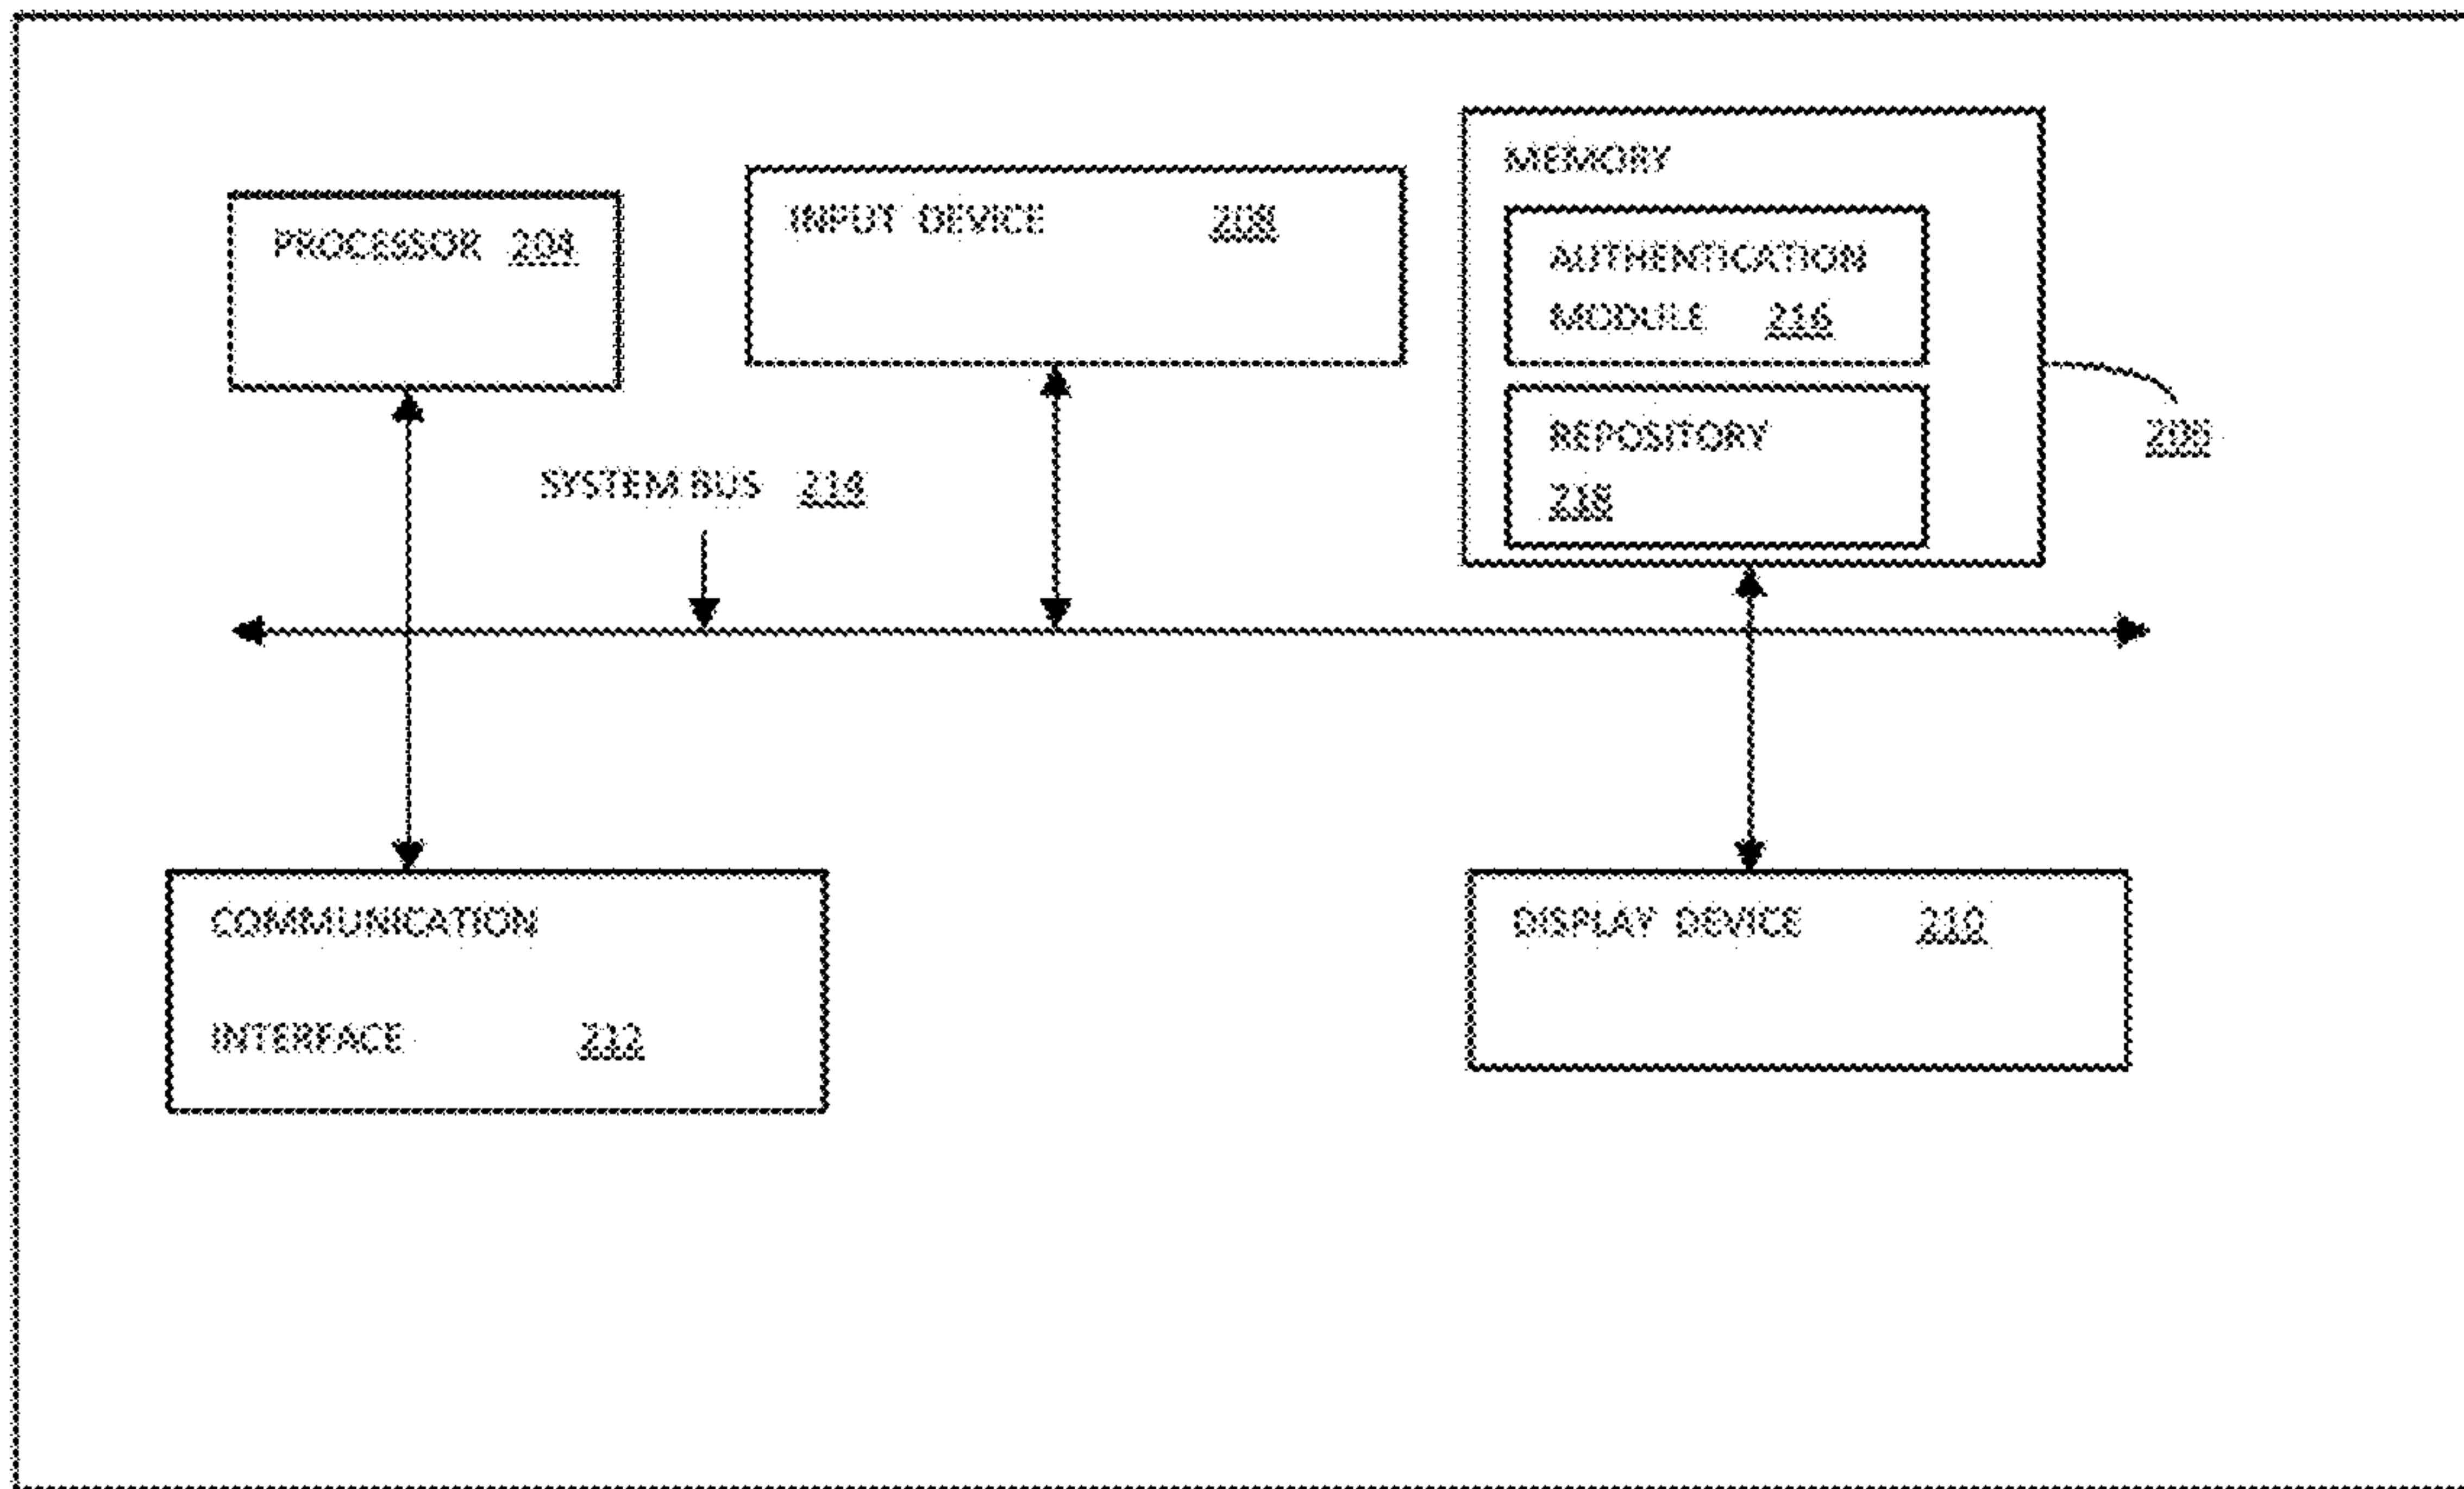 MEMORY
INPUT DEVICE 208
PROCESSOR 204
AUTHENTICATION
MODULE 216
REPOSITORY
218
SYSTEM BUS 214
COMMUNICATION
INTERFACE 212
DISPLAY DEVICE 210